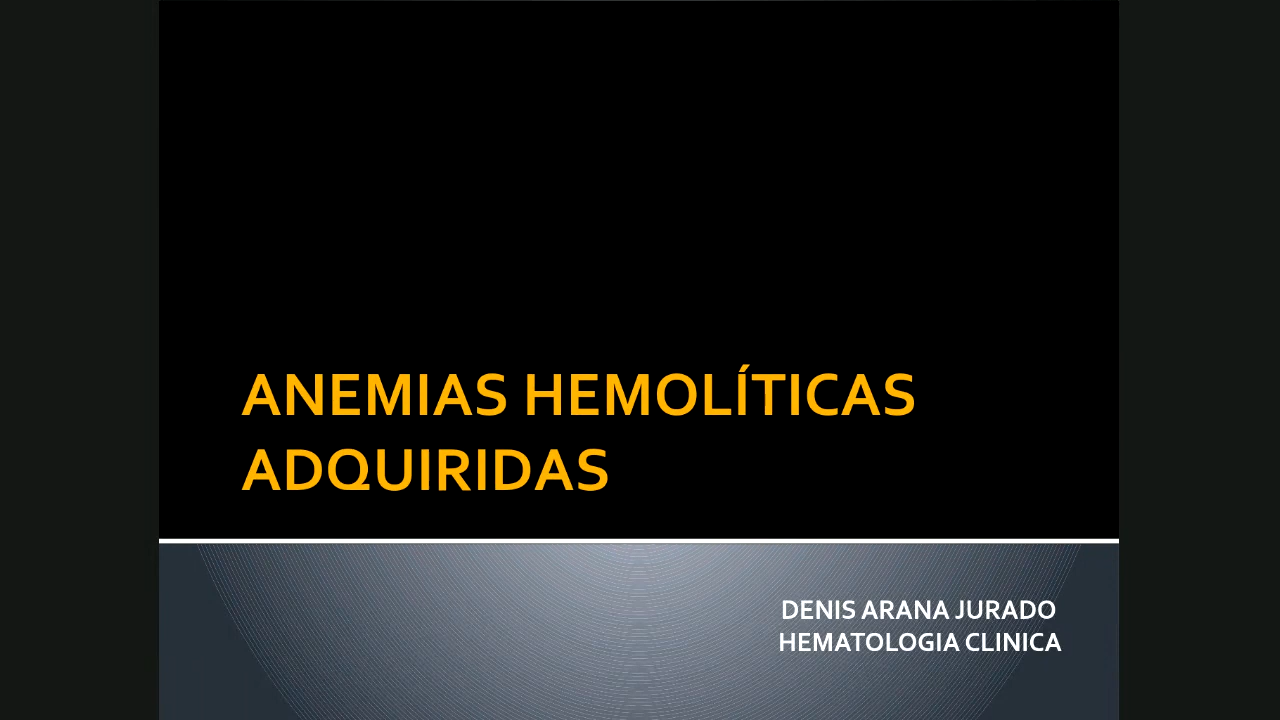 ANEMIAS HEMOLÍTICAS
ADQUIRIDAS
DENIS ARANA JURADO
HEMATOLOGIA CLINICA